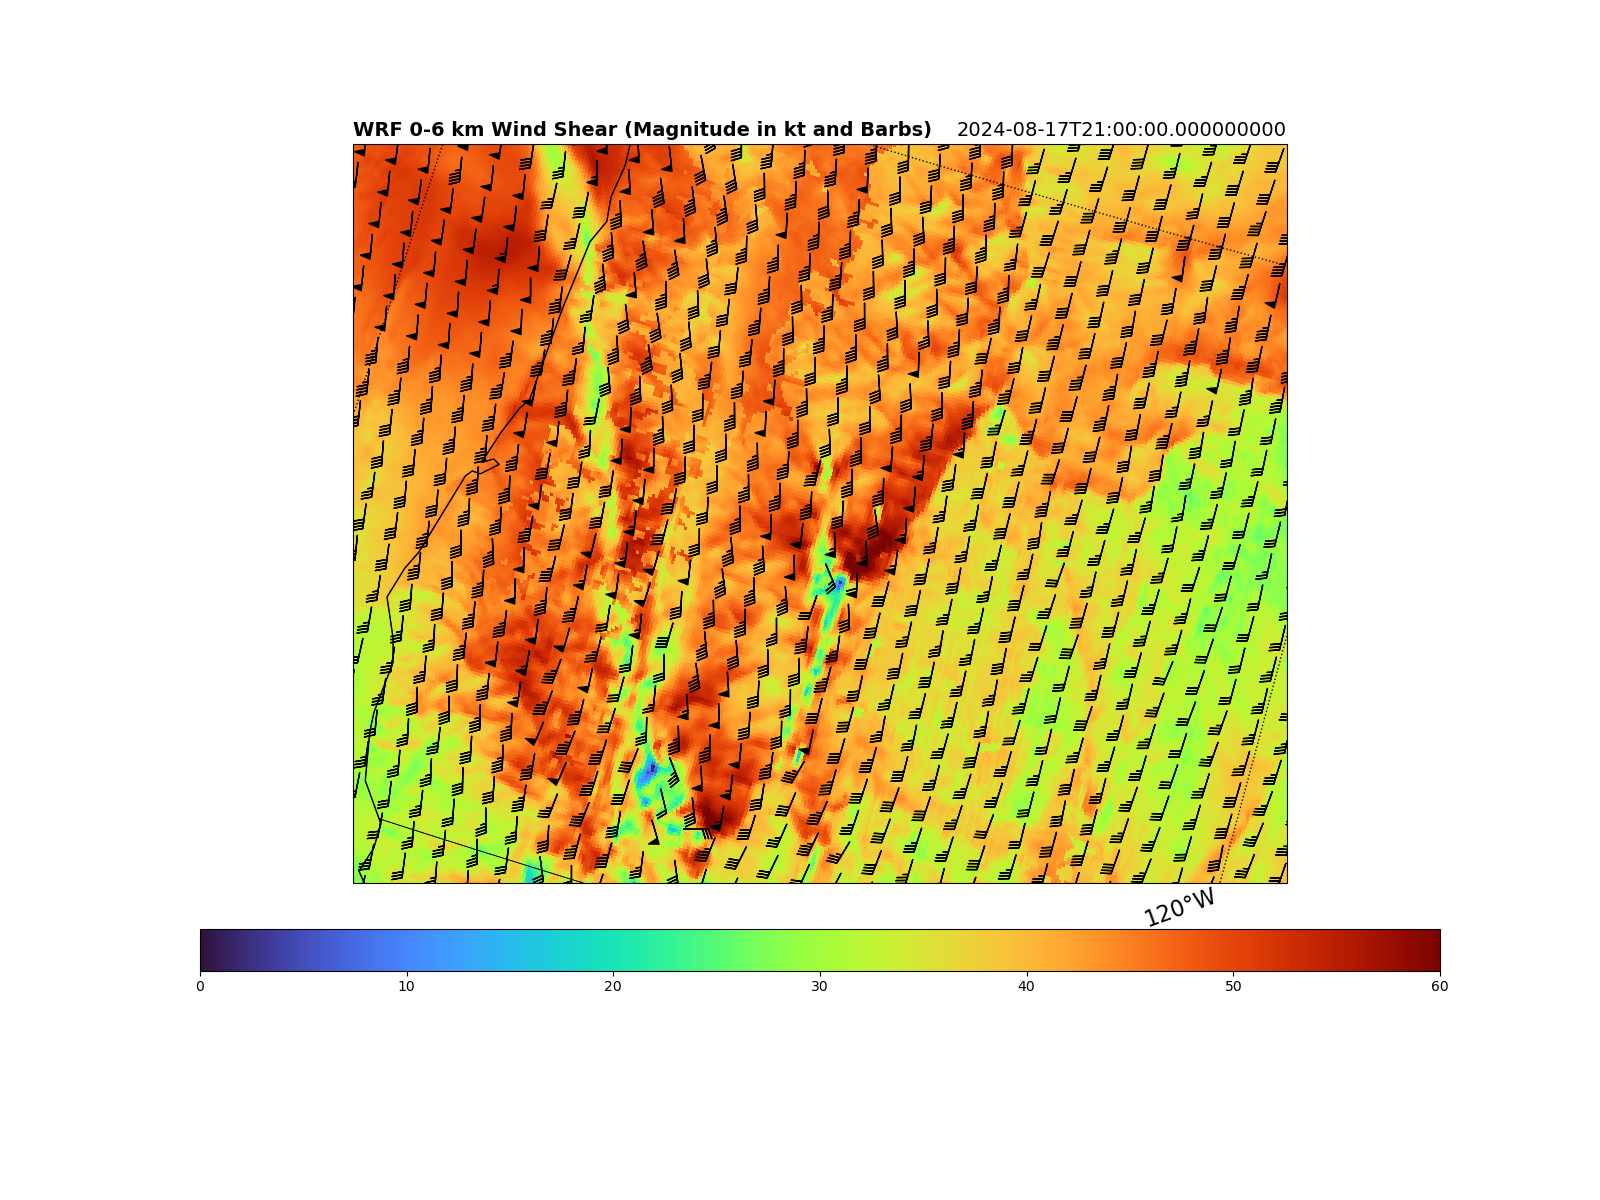 WRF 0-6 km Wind Shear (Magnitude in kt and Barbs) 2024-08-17T21:00:00.000000000
120°W
0 10 20 30 40 50 60